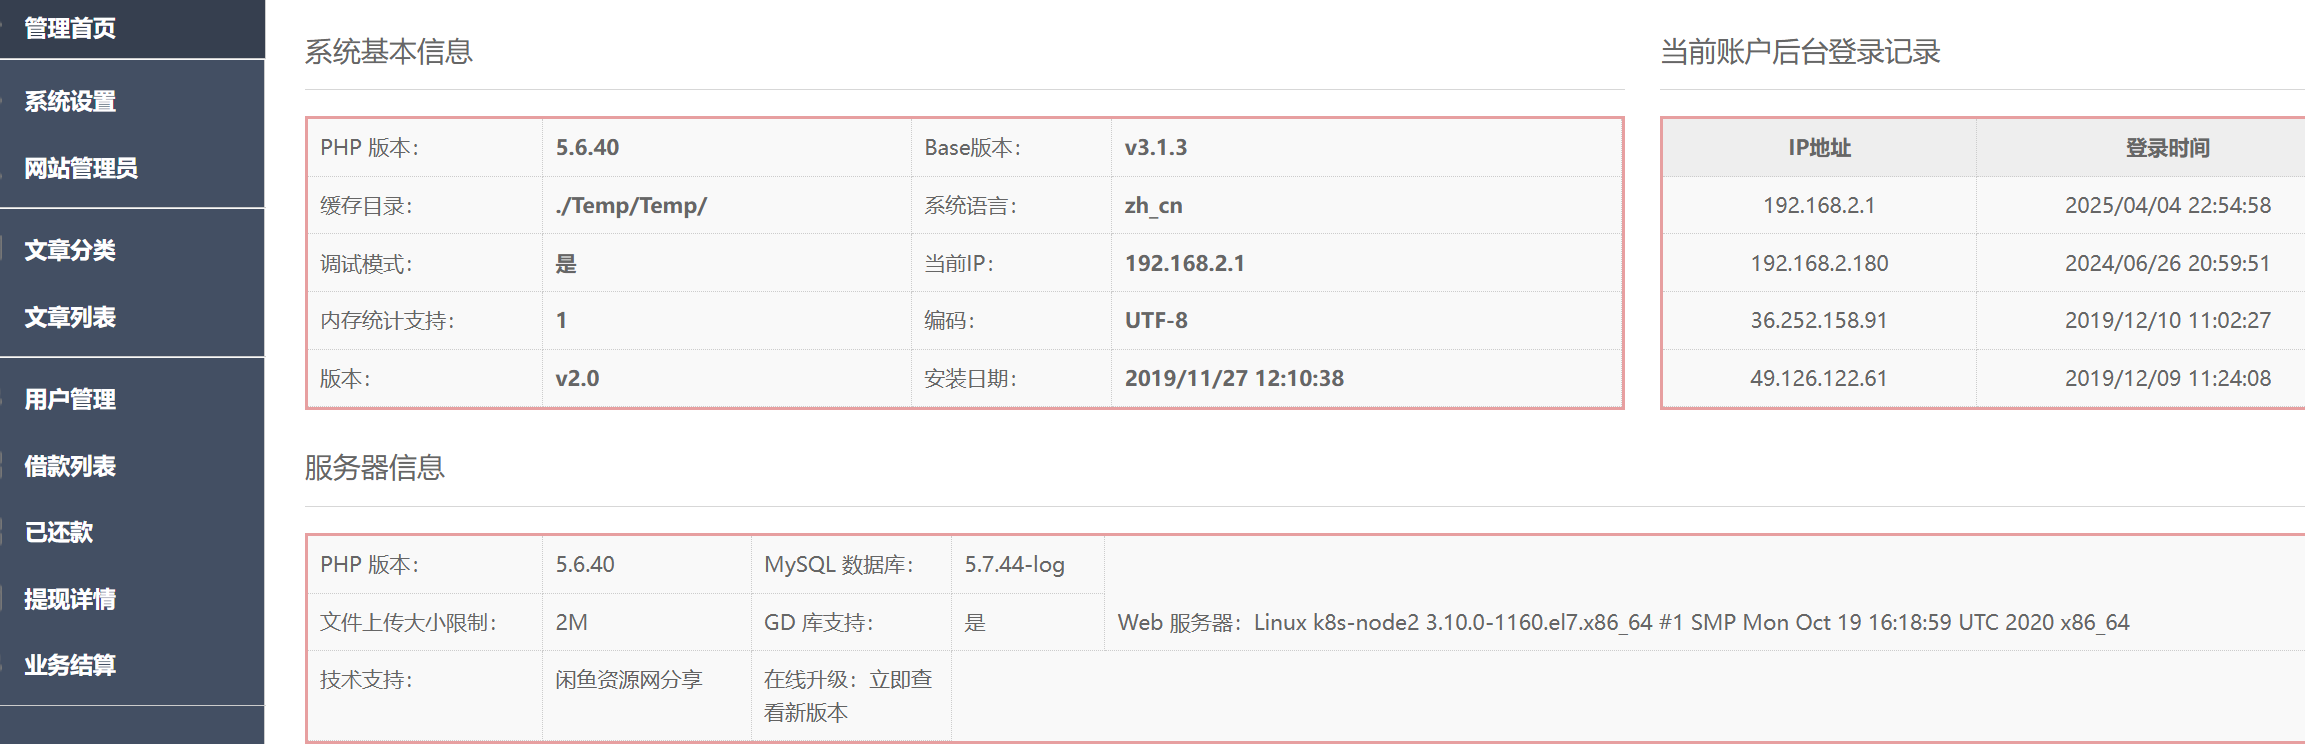 管理首页
系统设置
网站管理员
文章分类
文章列表
用户管理
借款列表
已还款
提现详情
业务结算
系统基本信息
PHP 版本： 5.6.40 Base版本： v3.1.3
缓存目录： ./Temp/Temp/ 系统语言： zh_cn
调试模式： 是 当前IP： 192.168.2.1
内存统计支持： 1 编码： UTF-8
版本： v2.0 安装日期： 2019/11/27 12:10:38
当前账户后台登录记录
IP地址 登录时间
192.168.2.1 2025/04/04 22:54:58
192.168.2.180 2024/06/26 20:59:51
36.252.158.91 2019/12/10 11:02:27
49.126.122.61 2019/12/09 11:24:08
服务器信息
PHP 版本： 5.6.40 MySQL 数据库： 5.7.44-log
文件上传大小限制： 2M GD 库支持： 是 Web 服务器：Linux k8s-node2 3.10.0-1160.el7.x86_64 #1 SMP Mon Oct 19 16:18:59 UTC 2020 x86_64
技术支持： 闲鱼资源网分享 在线升级：立即查
看新版本